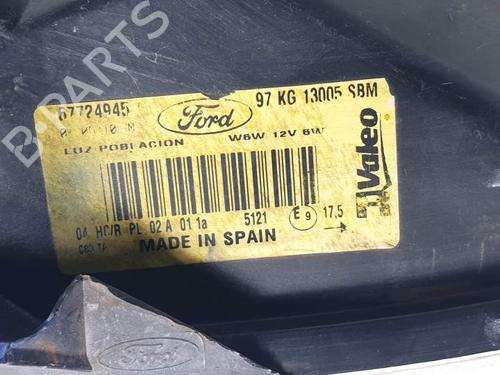 B-PARTS
67724945 Ford 97 KG 13005 SBM
LUZ POBLACION W6W 12V 6W
Valeo
04 HC/R PL 02 A 01 1a 5121 E 9 17.5
MADE IN SPAIN
Ford